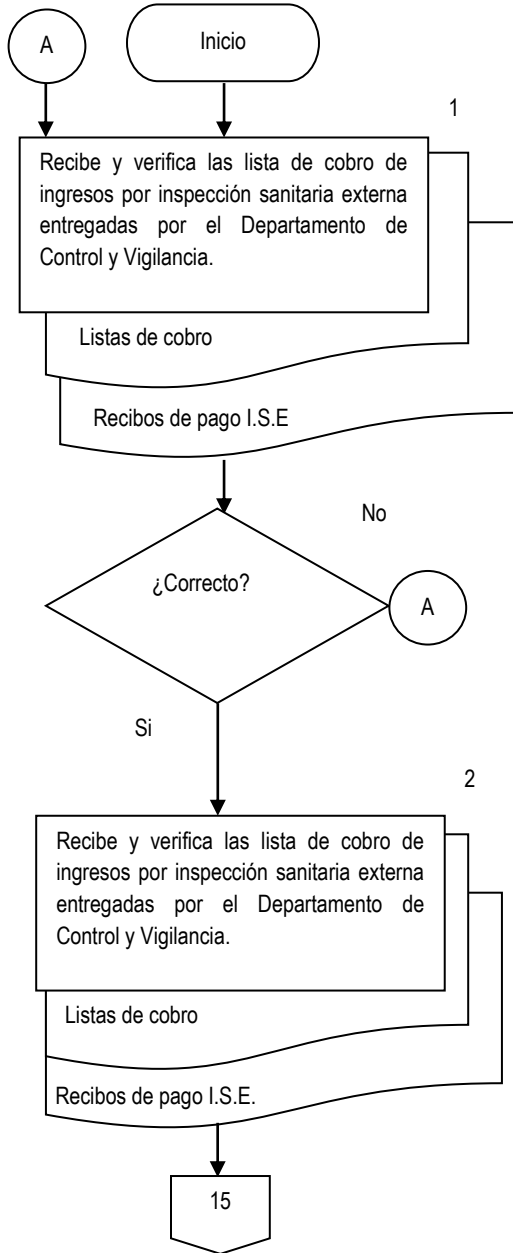 A
Inicio
1
Recibe y verifica las lista de cobro de
ingresos por inspección sanitaria externa
entregadas por el Departamento de
Control y Vigilancia.
Listas de cobro
Recibos de pago I.S.E
No
¿Correcto?
A
Si
2
Recibe y verifica las lista de cobro de
ingresos por inspección sanitaria externa
entregadas por el Departamento de
Control y Vigilancia.
Listas de cobro
Recibos de pago I.S.E.
15